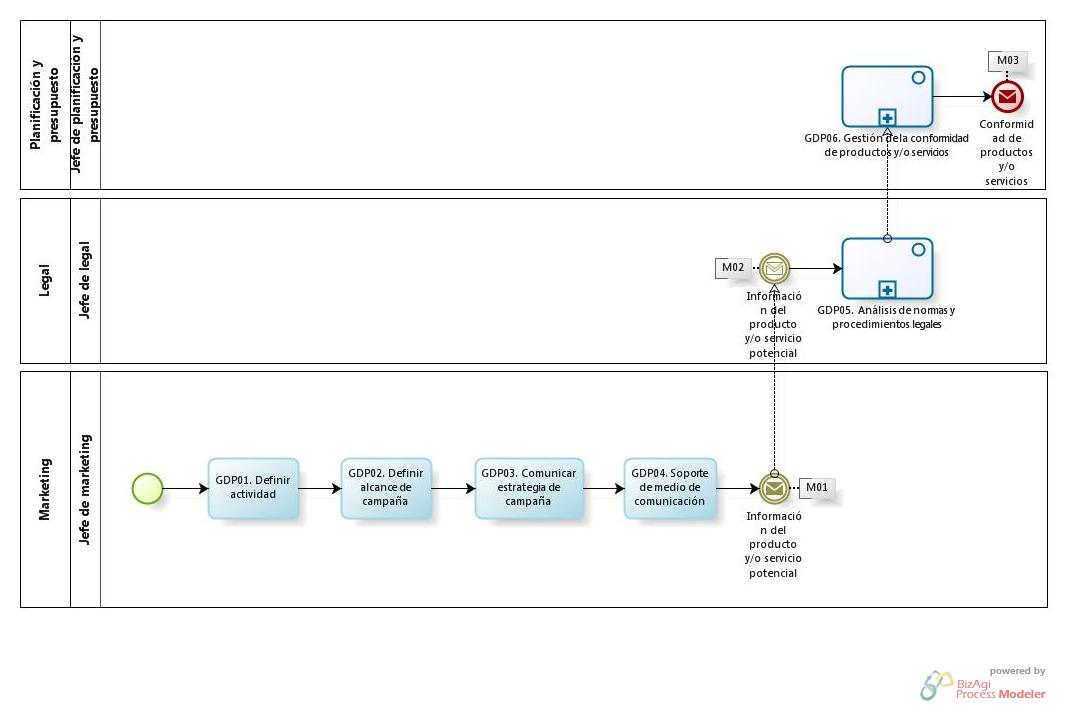 Planificación y
presupuesto
Jefe de planificación y
presupuesto
M03
GDP06. Gestión de la conformidad
de productos y/o servicios
Conformid
ad de
productos
y/o
servicios
Legal
Jefe de legal
M02
Informació
n del
producto
y/o servicio
potencial
GDP05. Análisis de normas y
procedimientos legales
Marketing
Jefe de marketing
GDP01. Definir
actividad
GDP02. Definir
alcance de
campaña
GDP03. Comunicar
estrategia de
campaña
GDP04. Soporte
de medio de
comunicación
M01
Informació
n del
producto
y/o servicio
potencial
powered by
BizAgi
Process Modeler